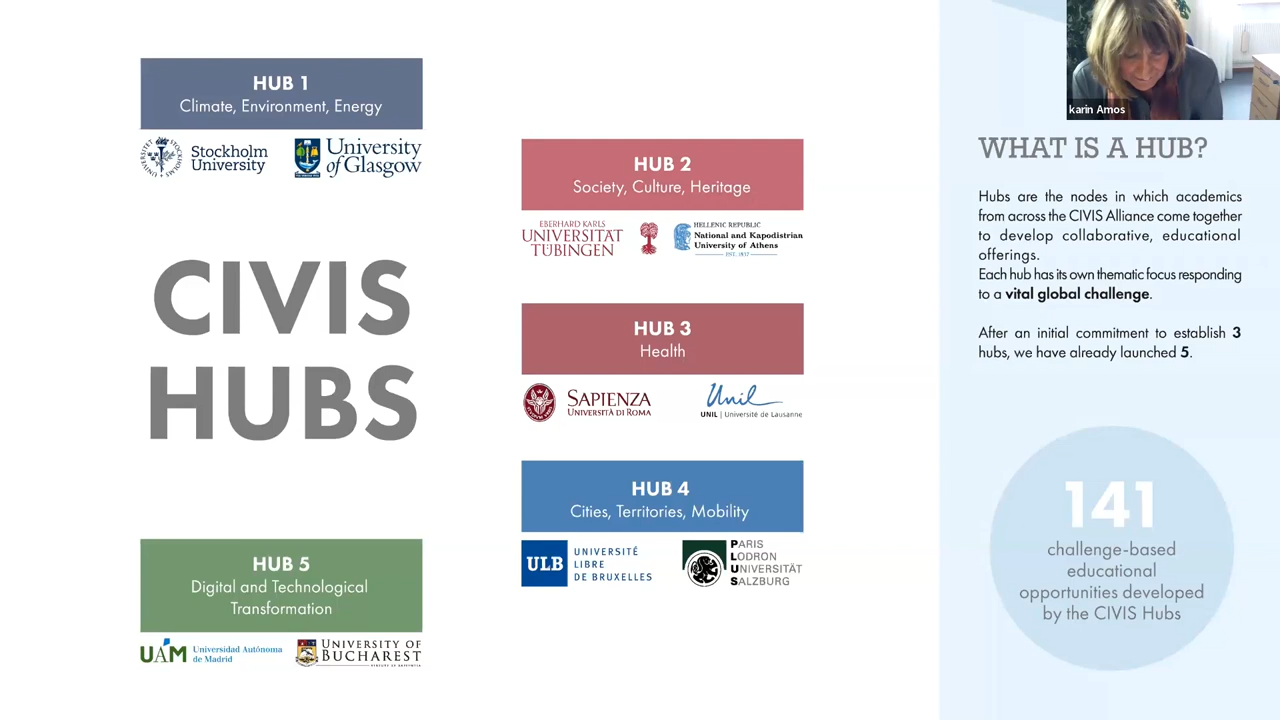 HUB 1
Climate, Environment, Energy
Stockholm
University
University
of Glasgow
CIVIS
HUBS
HUB 5
Digital and Technological
Transformation
UAM
Universidad Autónoma
de Madrid
UNIVERSITY OF
BUCHAREST
HUB 2
Society, Culture, Heritage
EBERHARD KARLS
UNIVERSITÄT
TÜBINGEN
HELLENIC REPUBLIC
National and Kapodistrian
University of Athens
EST. 1837
HUB 3
Health
SAPIENZA
UNIVERSITÀ DI ROMA
Unil
UNIL | Université de Lausanne
HUB 4
Cities, Territories, Mobility
ULB
UNIVERSITÉ
LIBRE
DE BRUXELLES
PARIS
LODRON
UNIVERSITÄT
SALZBURG
karin Amos
WHAT IS A HUB?
Hubs are the nodes in which academics
from across the CIVIS Alliance come together
to develop collaborative, educational
offerings.
Each hub has its own thematic focus responding
to a vital global challenge.
After an initial commitment to establish 3
hubs, we have already launched 5.
141
challenge-based
educational
opportunities developed
by the CIVIS Hubs